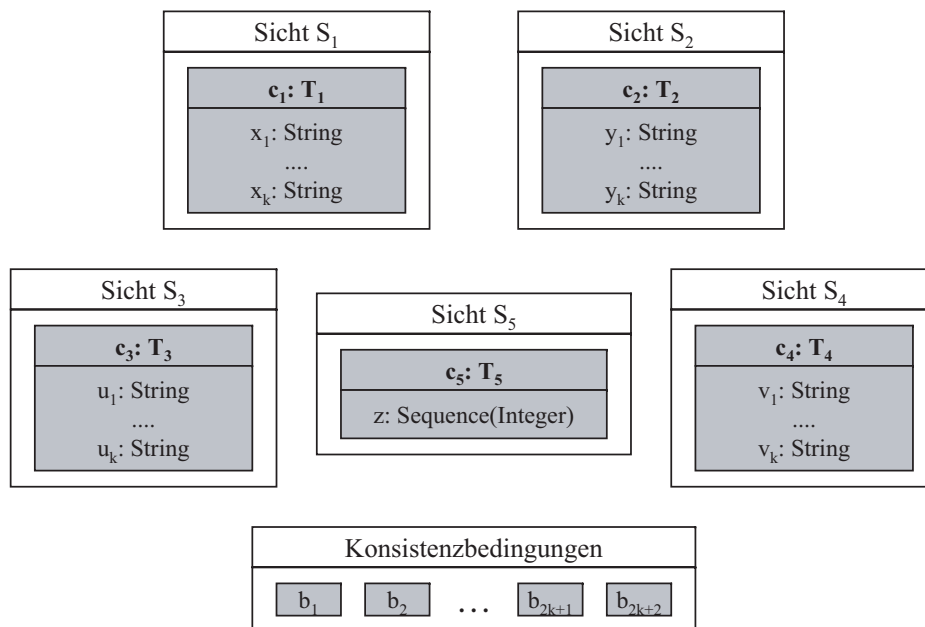 Sicht S₁
c₁: T₁
x₁: String
....
xₖ: String
Sicht S₂
c₂: T₂
y₁: String
....
yₖ: String
Sicht S₃
c₃: T₃
u₁: String
....
uₖ: String
Sicht S₅
c₅: T₅
z: Sequence(Integer)
Sicht S₄
c₄: T₄
v₁: String
....
vₖ: String
Konsistenzbedingungen
b₁ b₂ ... b₂ₖ₊₁ b₂ₖ₊₂